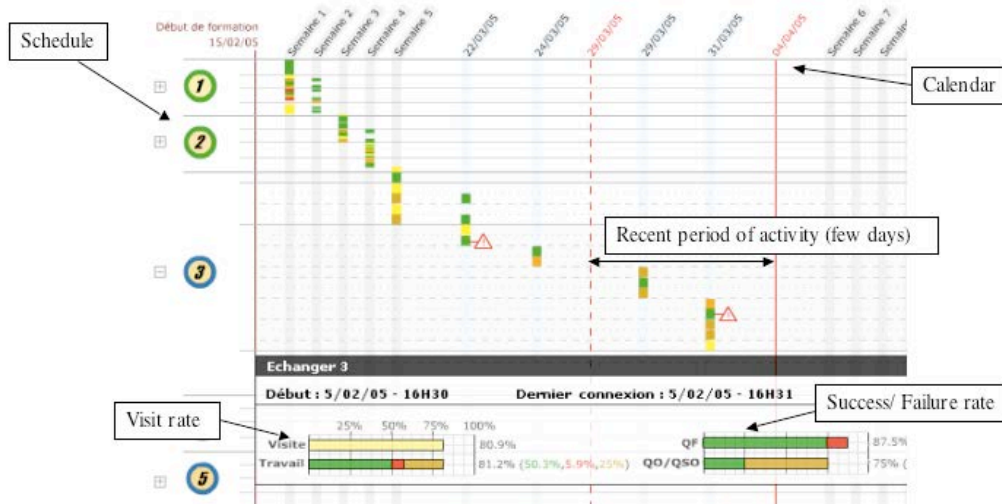 Début de formation
15/02/05
Semaine 1
Semaine 2
Semaine 3
Semaine 4
Semaine 5
22/03/05
24/03/05
29/03/05
29/03/05
31/03/05
04/04/05
Semaine 6
Semaine 7
Semaine
Schedule
Calendar
1
2
Recent period of activity (few days)
3
Echanger 3
Début : 5/02/05 - 16H30
Dernier connexion : 5/02/05 - 16H31
Visit rate
Success/ Failure rate
25% 50% 75% 100%
Visite 80.9%
QF 87.5%
Travail 81.2% (50.3%,5.9%,25%)
QO/QSO 75% (
5